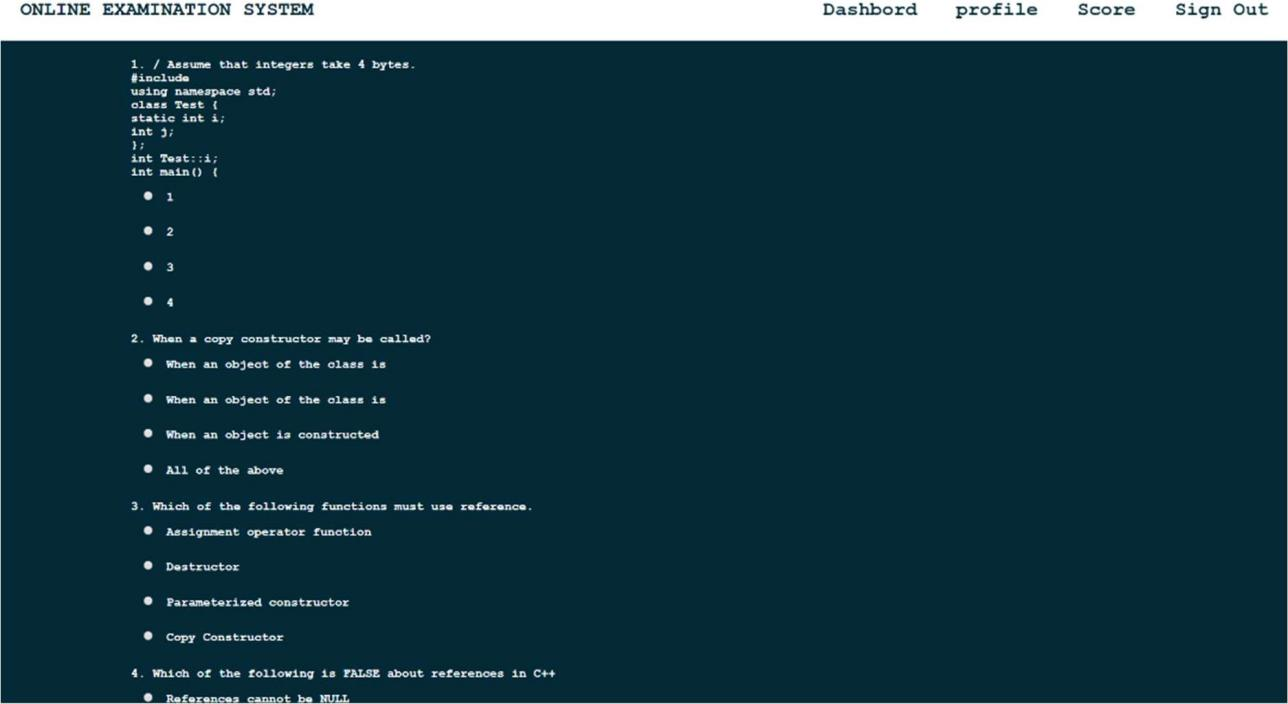 ONLINE EXAMINATION SYSTEM
Dashbord profile Score Sign Out
1. / Assume that integers take 4 bytes.
#include
using namespace std;
class Test {
static int i;
int j;
};
int Test::i;
int main() {
1
2
3
4
2. When a copy constructor may be called?
When an object of the class is
When an object of the class is
When an object is constructed
All of the above
3. Which of the following functions must use reference.
Assignment operator function
Destructor
Parameterized constructor
Copy Constructor
4. Which of the following is FALSE about references in C++
References cannot be NULL